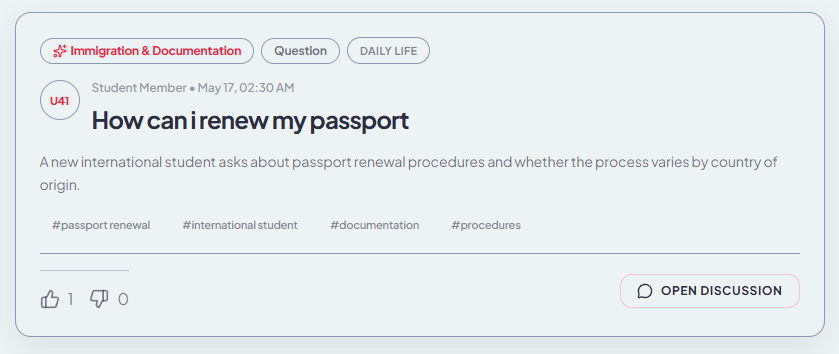 Immigration & Documentation Question DAILY LIFE
U41
Student Member • May 17, 02:30 AM
How can i renew my passport
A new international student asks about passport renewal procedures and whether the process varies by country of
origin.
#passport renewal #international student #documentation #procedures
1 0 OPEN DISCUSSION